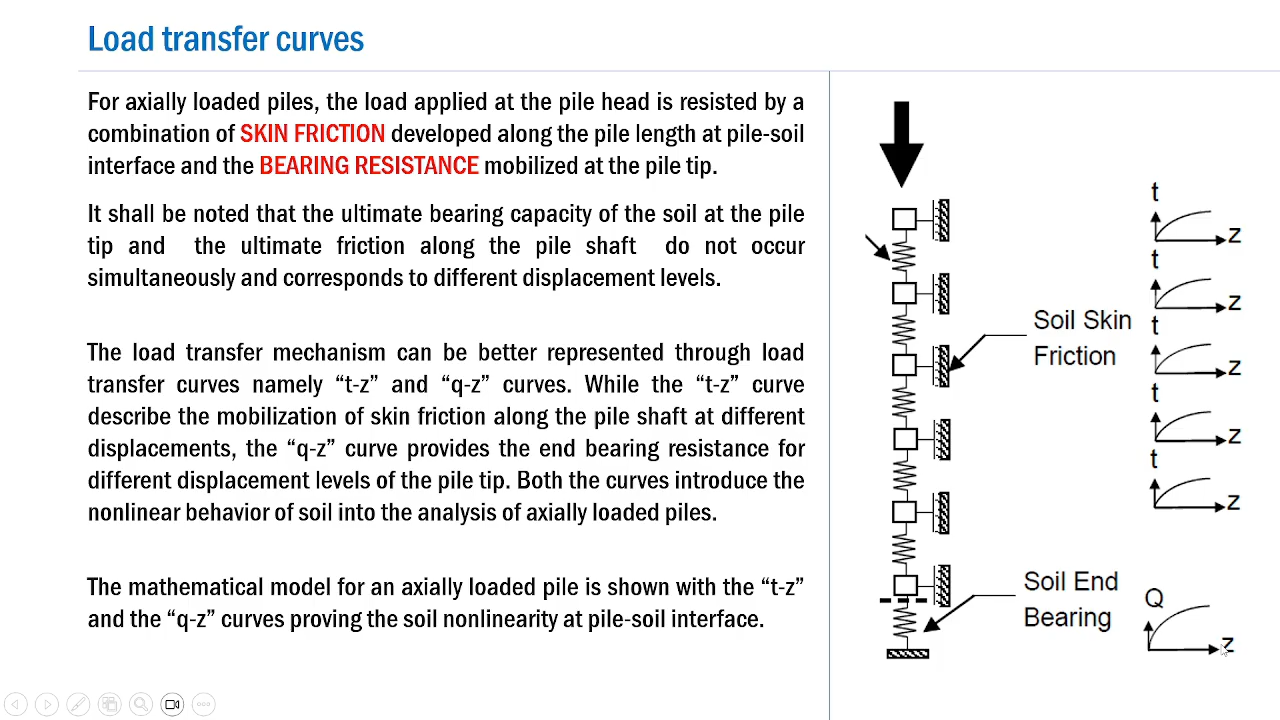 Load transfer curves
For axially loaded piles, the load applied at the pile head is resisted by a
combination of SKIN FRICTION developed along the pile length at pile-soil
interface and the BEARING RESISTANCE mobilized at the pile tip.
It shall be noted that the ultimate bearing capacity of the soil at the pile
tip and the ultimate friction along the pile shaft do not occur
simultaneously and corresponds to different displacement levels.
The load transfer mechanism can be better represented through load
transfer curves namely “t-z” and “q-z” curves. While the “t-z” curve
describe the mobilization of skin friction along the pile shaft at different
displacements, the “q-z” curve provides the end bearing resistance for
different displacement levels of the pile tip. Both the curves introduce the
nonlinear behavior of soil into the analysis of axially loaded piles.
The mathematical model for an axially loaded pile is shown with the “t-z”
and the “q-z” curves proving the soil nonlinearity at pile-soil interface.
Soil Skin
Friction
Soil End
Bearing
t
z
t
z
t
z
t
z
t
z
Q
z